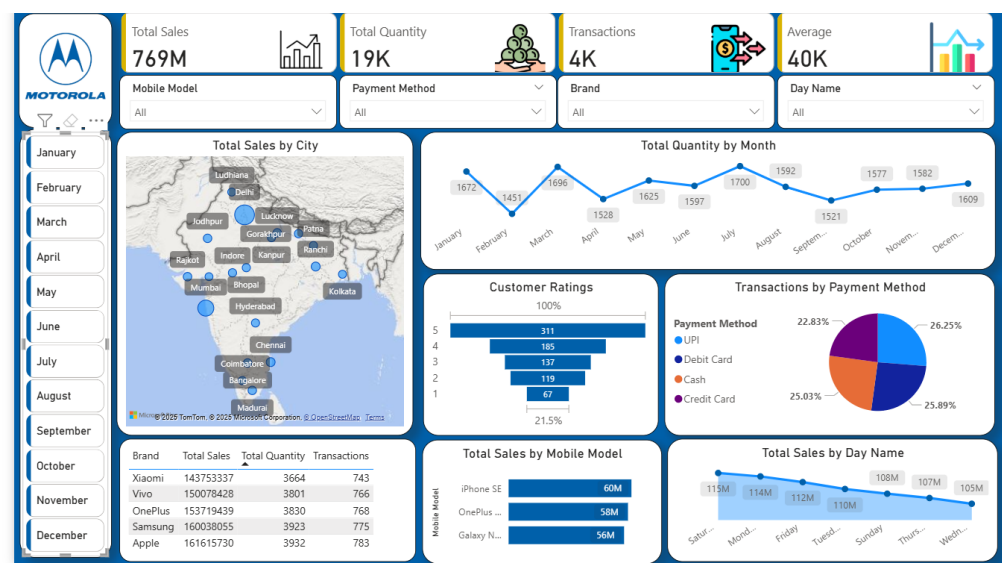 MOTOROLA
Total Sales
769M
Total Quantity
19K
Transactions
4K
Average
40K
Mobile Model
All
Payment Method
All
Brand
All
Day Name
All
January
February
March
April
May
June
July
August
September
October
November
December
Total Sales by City
Ludhiana
Delhi
Lucknow
Jodhpur
Gorakhpur
Patna
Rajkot
Indore
Kanpur
Ranchi
Mumbai
Bhopal
Kolkata
Hyderabad
Chennai
Coimbatore
Bangalore
Madurai
© 2025 TomTom, © 2025 Microsoft Corporation, © OpenStreetMap Terms
Total Quantity by Month
1672
1451
1696
1528
1625
1597
1700
1592
1521
1577
1582
1609
January
February
March
April
May
June
July
August
Septem...
October
Novem...
Decem...
Customer Ratings
100%
5 311
4 185
3 137
2 119
1 67
21.5%
Transactions by Payment Method
Payment Method
UPI
Debit Card
Cash
Credit Card
22.83%
26.25%
25.03%
25.89%
Brand Total Sales Total Quantity Transactions
Xiaomi 143753337 3664 743
Vivo 150078428 3801 766
OnePlus 153719439 3830 768
Samsung 160038055 3923 775
Apple 161615730 3932 783
Total Sales by Mobile Model
Mobile Model
iPhone SE 60M
OnePlus ... 58M
Galaxy N... 56M
Total Sales by Day Name
115M
114M
112M
110M
108M
107M
105M
Satur...
Mond...
Friday
Tuesd...
Sunday
Thurs...
Wedn...